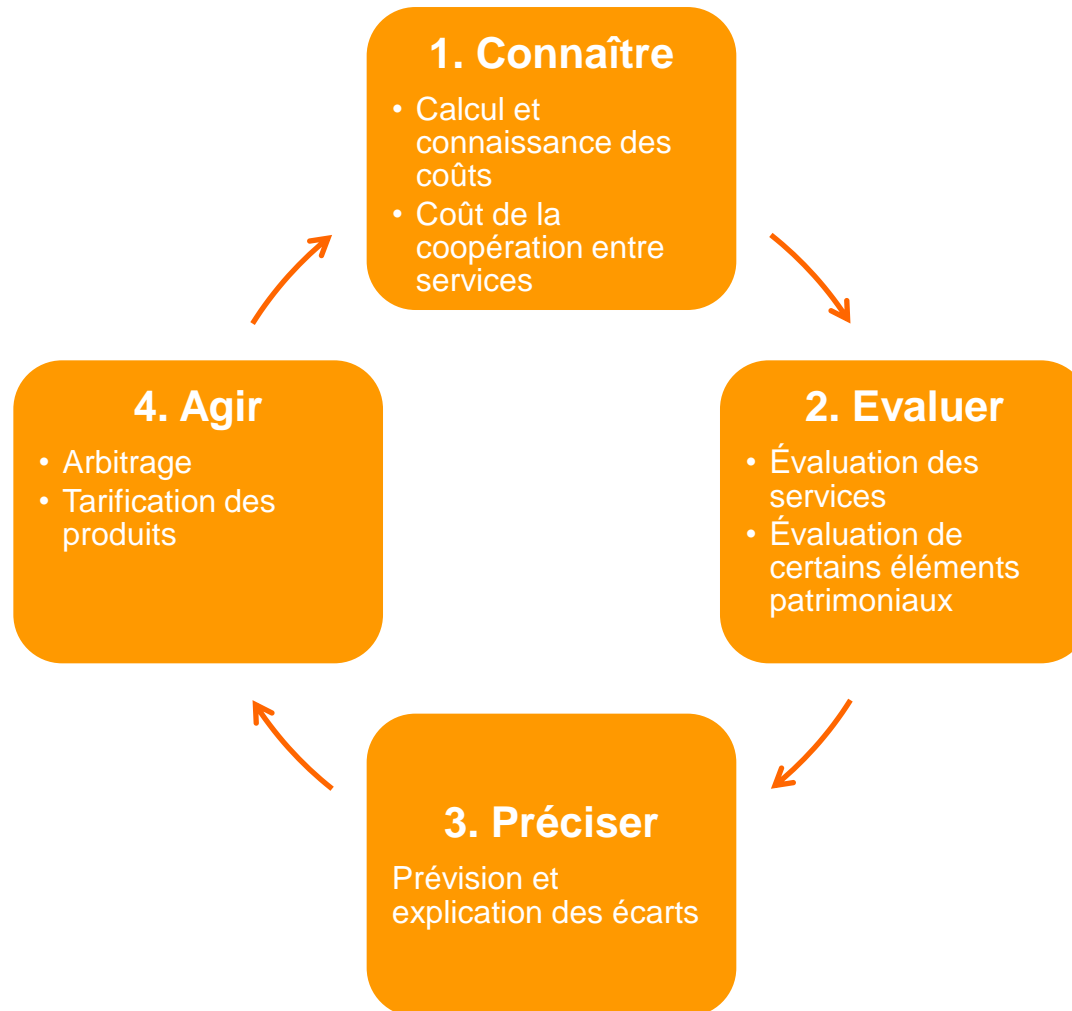 1. Connaître
• Calcul et
connaissance des
coûts
• Coût de la
coopération entre
services
2. Evaluer
• Évaluation des
services
• Évaluation de
certains éléments
patrimoniaux
3. Préciser
Prévision et
explication des écarts
4. Agir
• Arbitrage
• Tarification des
produits